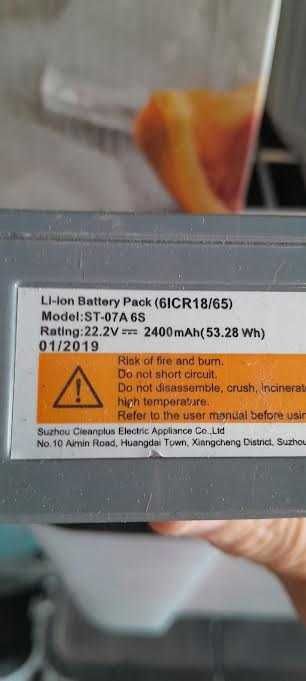 Li-ion Battery Pack (6ICR18/65)
Model:ST-07A 6S
Rating:22.2V ⎓ 2400mAh(53.28 Wh)
01/2019
Risk of fire and burn.
Do not short circuit.
Do not disassemble, crush, incinerat
high temperature.
Refer to the user manual before usin
Suzhou Cleanplus Electric Appliance Co.,Ltd
No.10 Aimin Road, Huangdai Town, Xiangcheng District, Suzhou